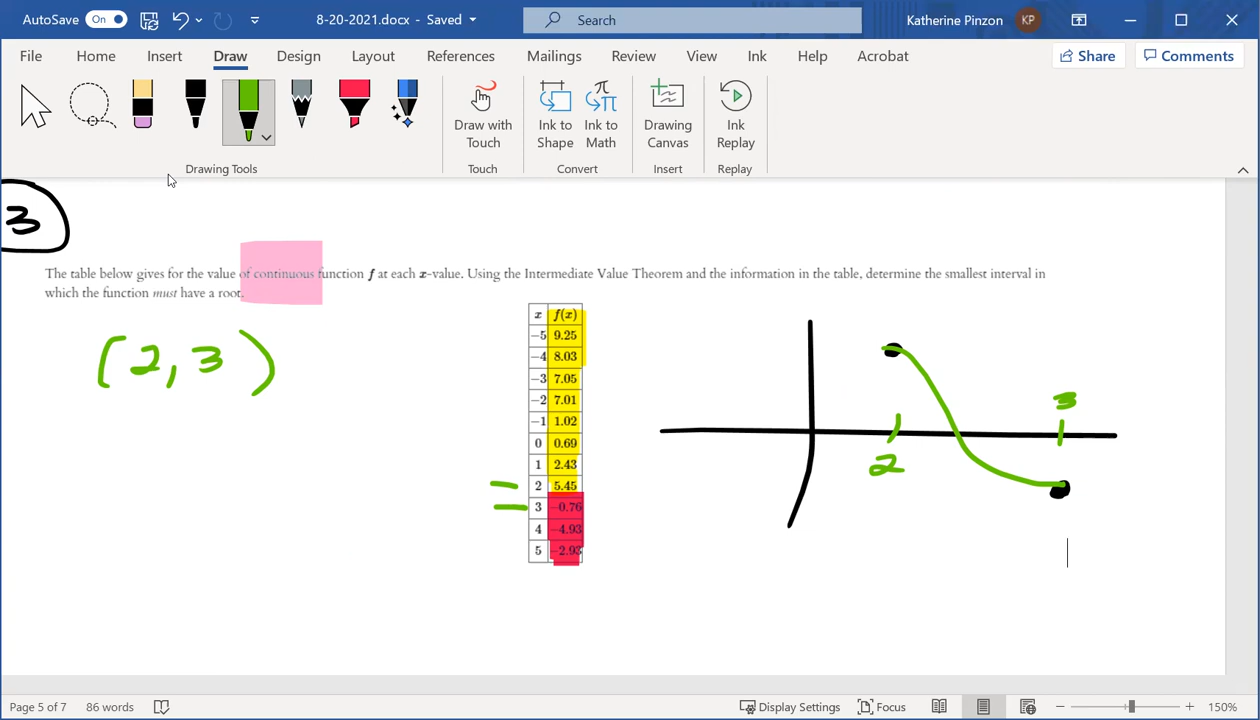 AutoSave On 8-20-2021.docx - Saved Search Katherine Pinzon KP
File Home Insert Draw Design Layout References Mailings Review View Ink Help Acrobat Share Comments
Draw with Touch
Ink to Shape
Ink to Math
Drawing Canvas
Ink Replay
Drawing Tools Touch Convert Insert Replay
3
The table below gives for the value of continuous function f at each x-value. Using the Intermediate Value Theorem and the information in the table, determine the smallest interval in
which the function must have a root.
(2, 3)
x f(x)
-5 9.25
-4 8.03
-3 7.05
-2 7.01
-1 1.02
0 0.69
1 2.43
2 5.45
3 -0.76
4 -4.93
5 -2.93
3
2
Page 5 of 7 86 words Display Settings Focus 150%